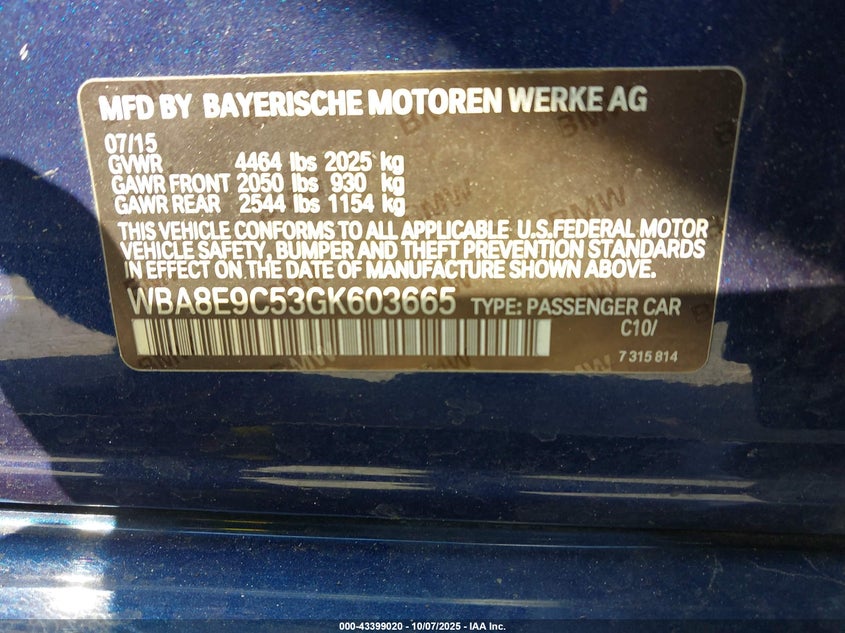 MFD BY BAYERISCHE MOTOREN WERKE AG
07/15
GVWR 4464 lbs 2025 kg
GAWR FRONT 2050 lbs 930 kg
GAWR REAR 2544 lbs 1154 kg
THIS VEHICLE CONFORMS TO ALL APPLICABLE U.S.FEDERAL MOTOR
VEHICLE SAFETY, BUMPER AND THEFT PREVENTION STANDARDS
IN EFFECT ON THE DATE OF MANUFACTURE SHOWN ABOVE.
WBA8E9C53GK603665 TYPE: PASSENGER CAR
C10/
7 315 814
000-43399020 - 10/07/2025 - IAA Inc.